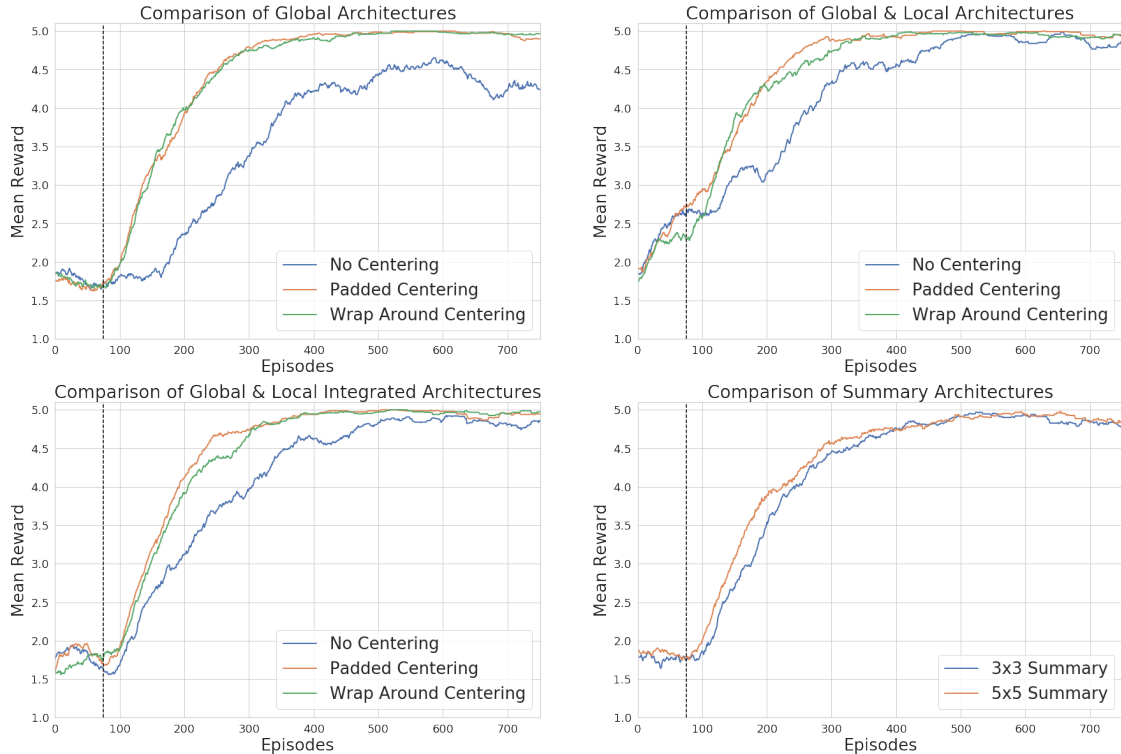 Comparison of Global Architectures
5.0
4.5
4.0
3.5
3.0
2.5
2.0
1.5
1.0
Mean Reward
No Centering
Padded Centering
Wrap Around Centering
0 100 200 300 400 500 600 700
Episodes
Comparison of Global & Local Architectures
5.0
4.5
4.0
3.5
3.0
2.5
2.0
1.5
1.0
Mean Reward
No Centering
Padded Centering
Wrap Around Centering
0 100 200 300 400 500 600 700
Episodes
Comparison of Global & Local Integrated Architectures
5.0
4.5
4.0
3.5
3.0
2.5
2.0
1.5
1.0
Mean Reward
No Centering
Padded Centering
Wrap Around Centering
0 100 200 300 400 500 600 700
Episodes
Comparison of Summary Architectures
5.0
4.5
4.0
3.5
3.0
2.5
2.0
1.5
1.0
Mean Reward
3x3 Summary
5x5 Summary
0 100 200 300 400 500 600 700
Episodes